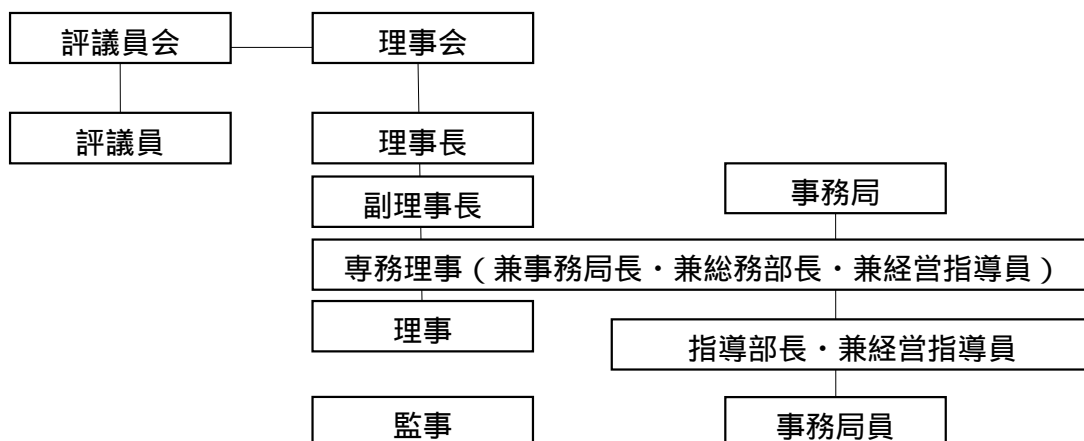 評議員会
理事会
評議員
理事長
副理事長
事務局
専務理事（兼事務局長・兼総務部長・兼経営指導員）
理事
指導部長・兼経営指導員
監事
事務局員